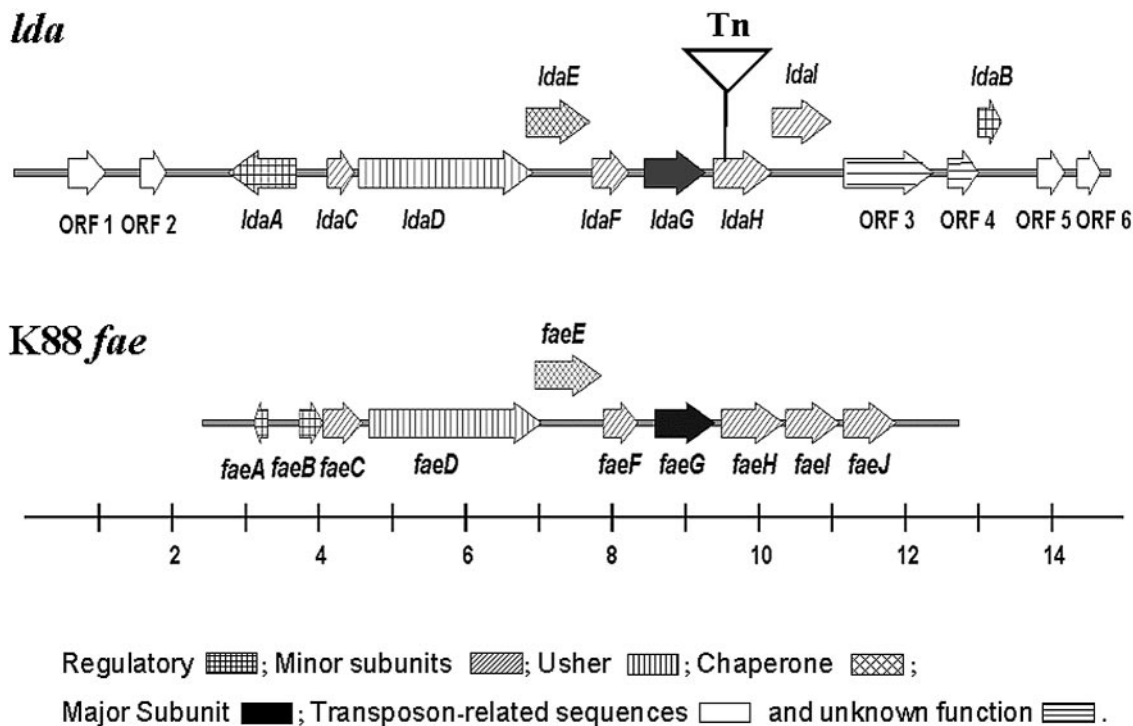 lda
Tn
ldaE
ldaI
ldaB
ORF 1 ORF 2 ldaA ldaC ldaD ldaF ldaG ldaH ORF 3 ORF 4 ORF 5 ORF 6
K88 fae
faeE
faeA faeB faeC faeD faeF faeG faeH faeI faeJ
2 4 6 8 10 12 14
Regulatory ; Minor subunits ; Usher ; Chaperone ;
Major Subunit ; Transposon-related sequences and unknown function .